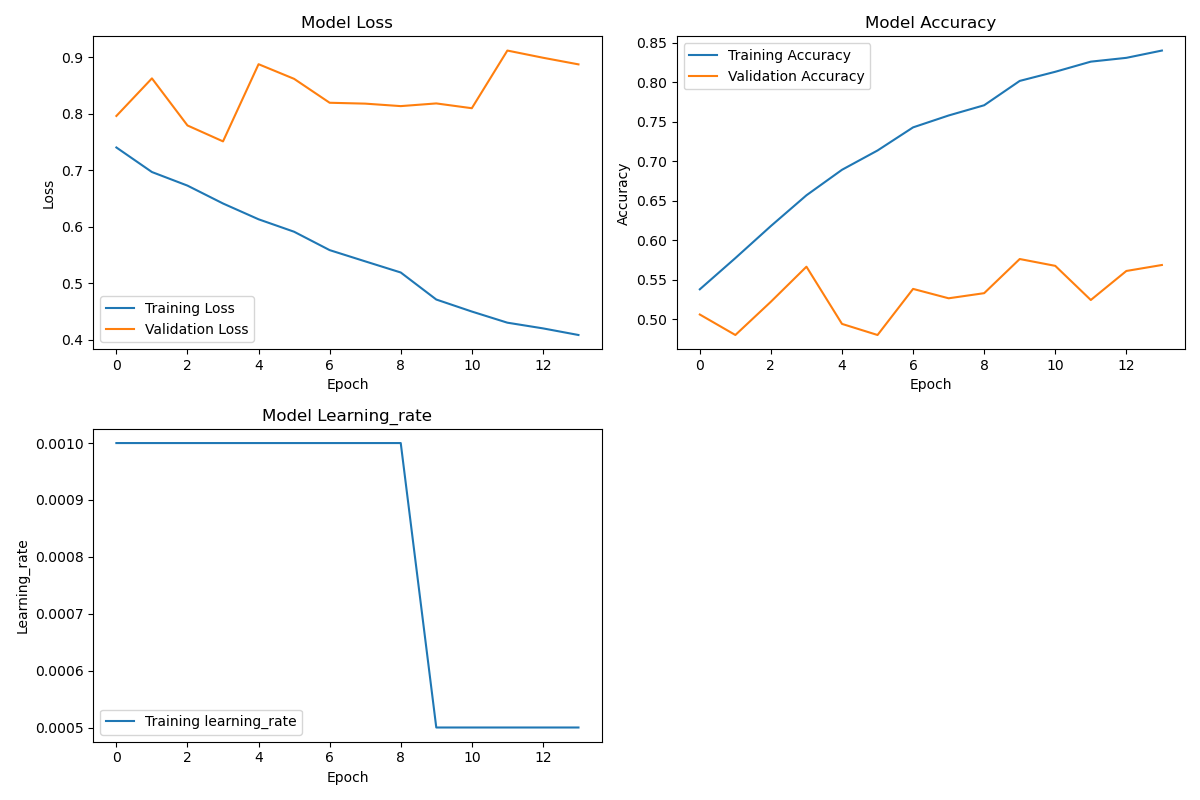 Model Loss
0.9
0.8
0.7
0.6
0.5
0.4
Loss
Training Loss
Validation Loss
0 2 4 6 8 10 12
Epoch
Model Accuracy
0.85
0.80
0.75
0.70
0.65
0.60
0.55
0.50
Accuracy
Training Accuracy
Validation Accuracy
0 2 4 6 8 10 12
Epoch
Model Learning_rate
0.0010
0.0009
0.0008
0.0007
0.0006
0.0005
Learning_rate
Training learning_rate
0 2 4 6 8 10 12
Epoch